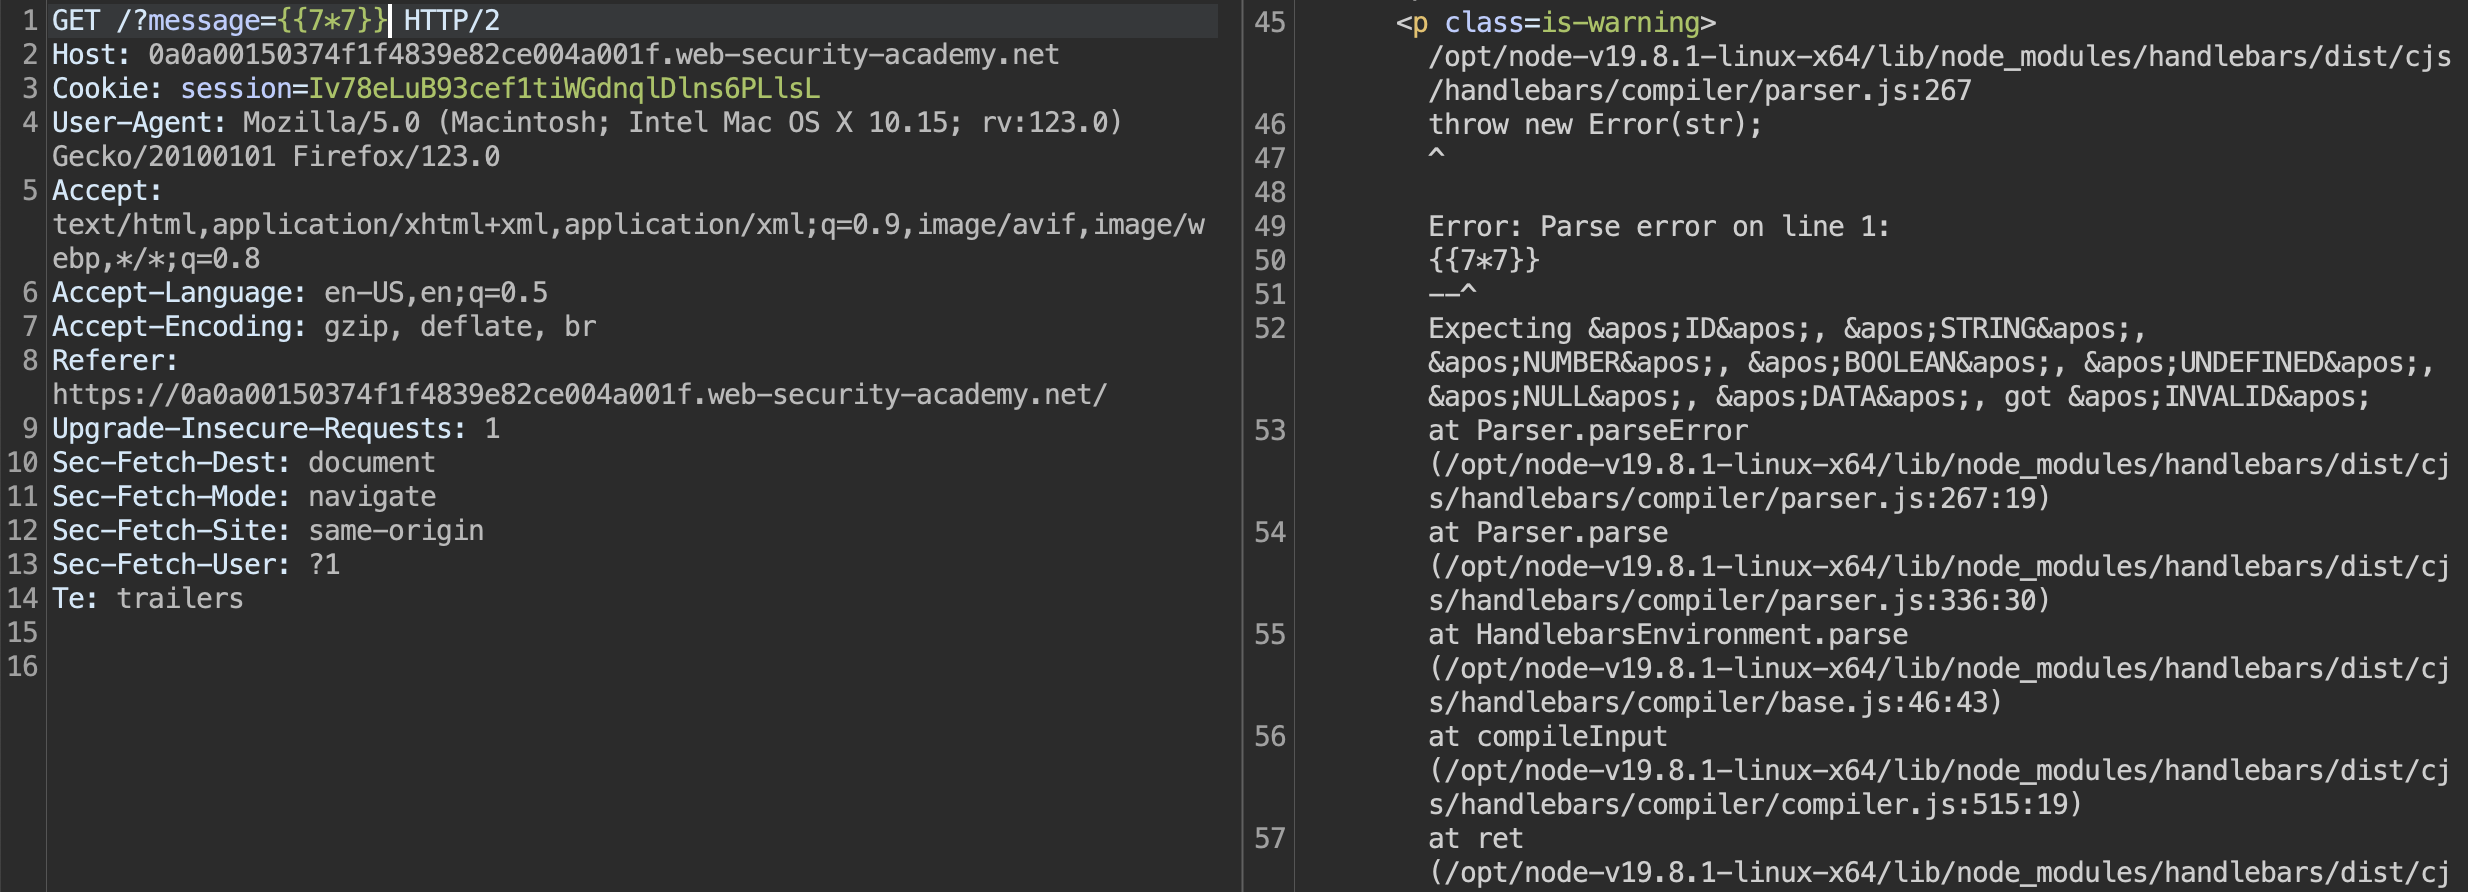 1 GET /?message={{7*7}} HTTP/2
2 Host: 0a0a00150374f1f4839e82ce004a001f.web-security-academy.net
3 Cookie: session=Iv78eLuB93cef1tiWGdnqlDlns6PLlsL
4 User-Agent: Mozilla/5.0 (Macintosh; Intel Mac OS X 10.15; rv:123.0)
Gecko/20100101 Firefox/123.0
5 Accept:
text/html,application/xhtml+xml,application/xml;q=0.9,image/avif,image/w
ebp,*/*;q=0.8
6 Accept-Language: en-US,en;q=0.5
7 Accept-Encoding: gzip, deflate, br
8 Referer:
https://0a0a00150374f1f4839e82ce004a001f.web-security-academy.net/
9 Upgrade-Insecure-Requests: 1
10 Sec-Fetch-Dest: document
11 Sec-Fetch-Mode: navigate
12 Sec-Fetch-Site: same-origin
13 Sec-Fetch-User: ?1
14 Te: trailers
15
16
45 <p class=is-warning>
/opt/node-v19.8.1-linux-x64/lib/node_modules/handlebars/dist/cjs
/handlebars/compiler/parser.js:267
46 throw new Error(str);
47 ^
48
49 Error: Parse error on line 1:
50 {{7*7}}
51 --^
52 Expecting &apos;ID&apos;, &apos;STRING&apos;,
&apos;NUMBER&apos;, &apos;BOOLEAN&apos;, &apos;UNDEFINED&apos;,
&apos;NULL&apos;, &apos;DATA&apos;, got &apos;INVALID&apos;
53 at Parser.parseError
(/opt/node-v19.8.1-linux-x64/lib/node_modules/handlebars/dist/cj
s/handlebars/compiler/parser.js:267:19)
54 at Parser.parse
(/opt/node-v19.8.1-linux-x64/lib/node_modules/handlebars/dist/cj
s/handlebars/compiler/parser.js:336:30)
55 at HandlebarsEnvironment.parse
(/opt/node-v19.8.1-linux-x64/lib/node_modules/handlebars/dist/cj
s/handlebars/compiler/base.js:46:43)
56 at compileInput
(/opt/node-v19.8.1-linux-x64/lib/node_modules/handlebars/dist/cj
s/handlebars/compiler/compiler.js:515:19)
57 at ret
(/opt/node-v19.8.1-linux-x64/lib/node_modules/handlebars/dist/cj